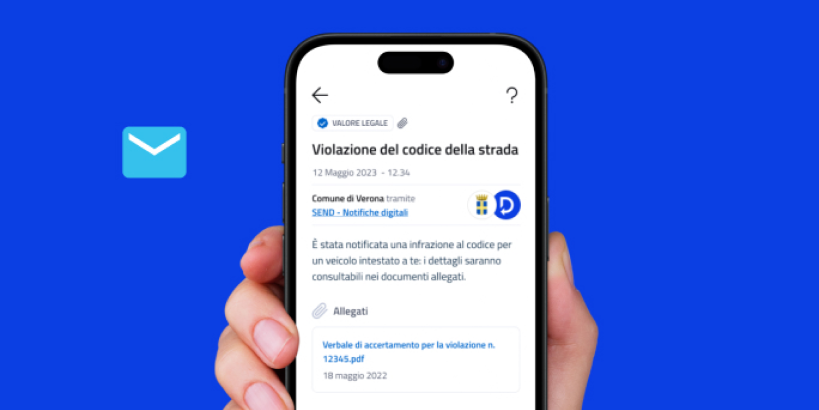 VALORE LEGALE
Violazione del codice della strada
12 Maggio 2023 - 12.34
Comune di Verona tramite
SEND - Notifiche digitali
È stata notificata una infrazione al codice per
un veicolo intestato a te: i dettagli saranno
consultabili nei documenti allegati.
Allegati
Verbale di accertamento per la violazione n.
12345.pdf
18 maggio 2022